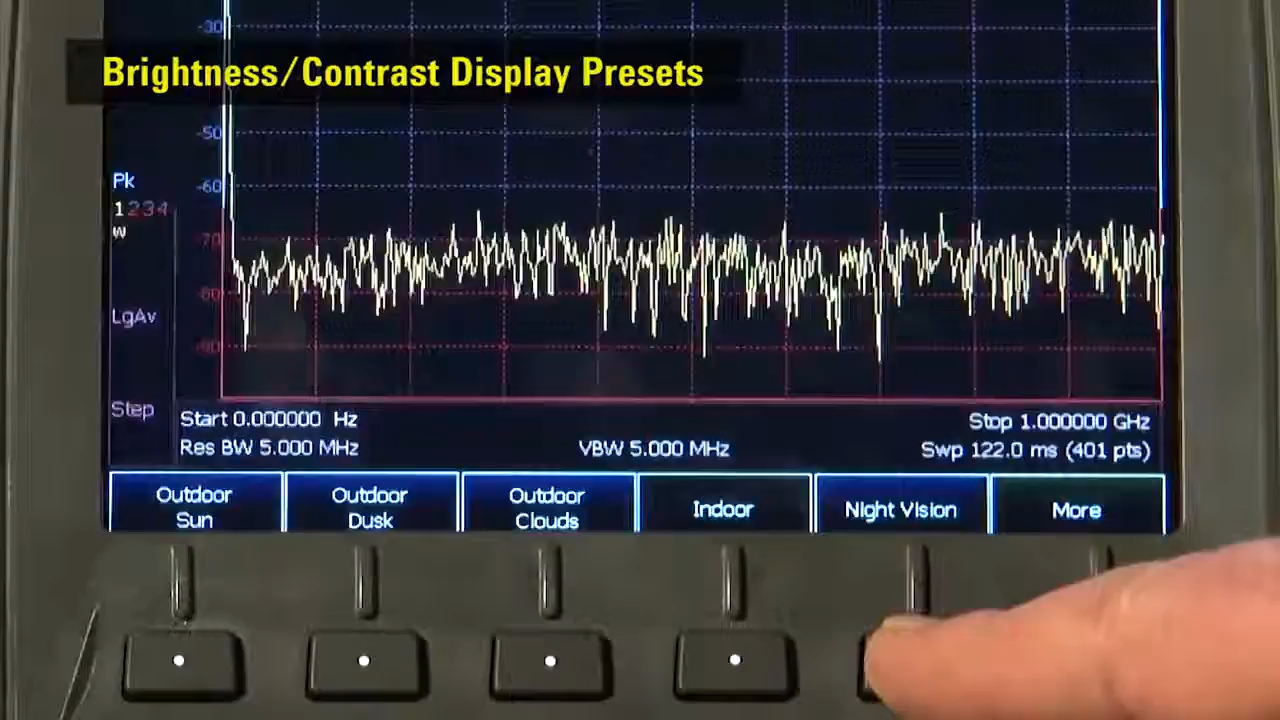 -30
Brightness/Contrast Display Presets
-50
Pk
-60
1234
W
-70
-80
LgAv
-90
Step
Start 0.000000 Hz
Stop 1.000000 GHz
Res BW 5.000 MHz
VBW 5.000 MHz
Swp 122.0 ms (401 pts)
Outdoor
Sun
Outdoor
Dusk
Outdoor
Clouds
Indoor
Night Vision
More